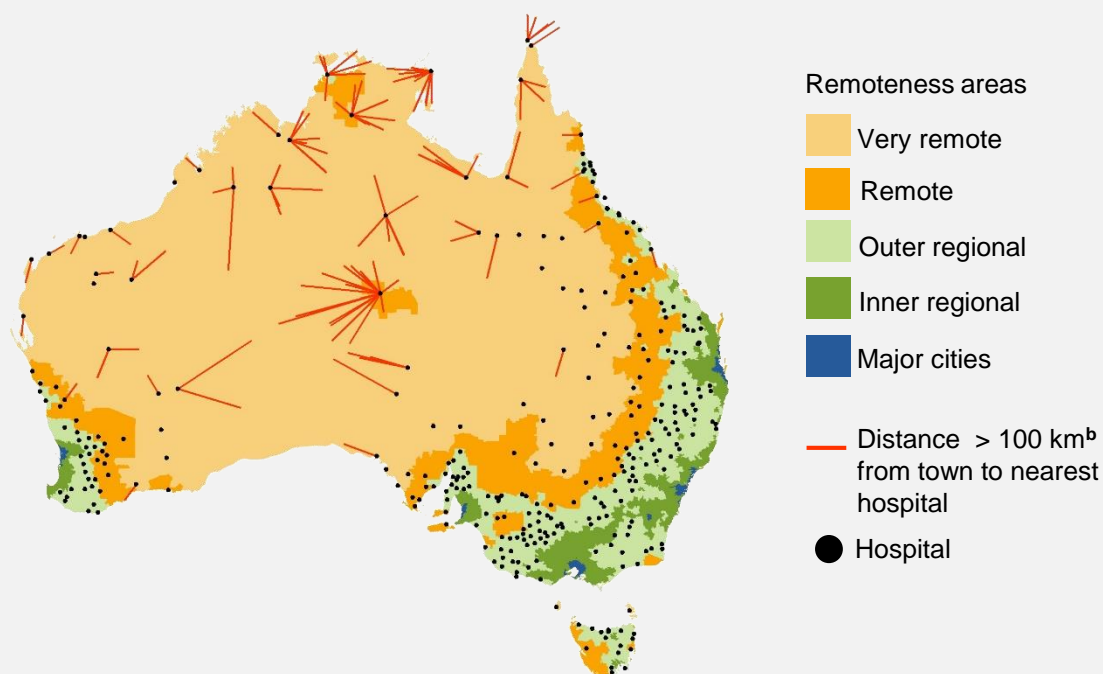 Remoteness areas
Very remote
Remote
Outer regional
Inner regional
Major cities
Distance > 100 kmᵇ
from town to nearest
hospital
Hospital